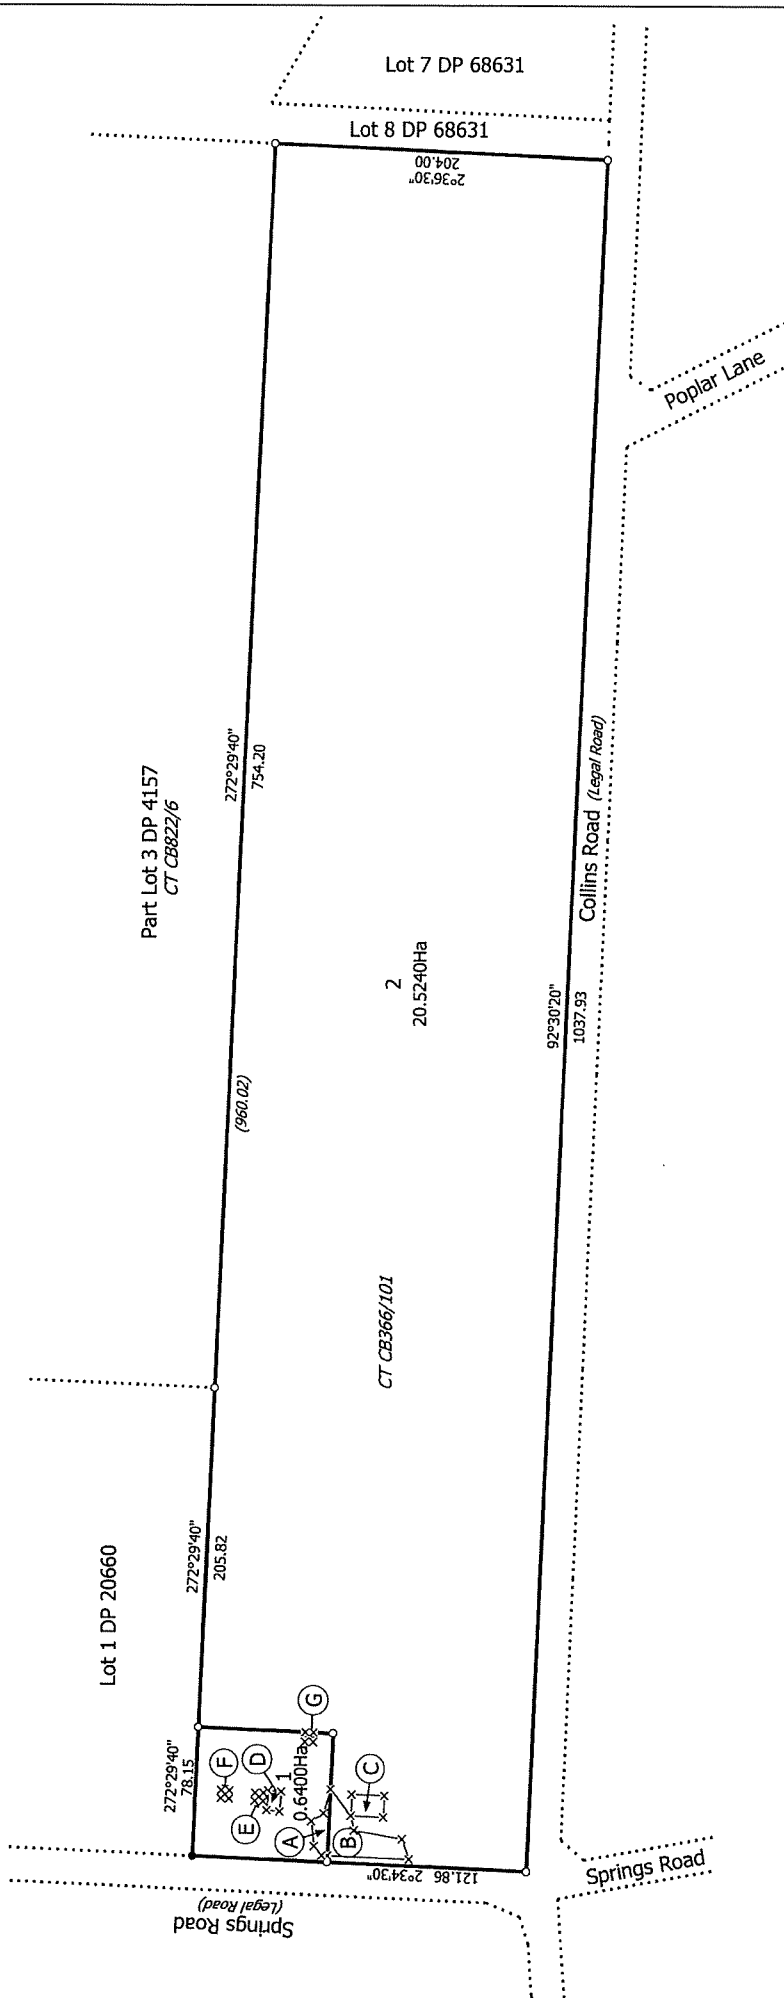 Lot 7 DP 68631
Lot 8 DP 68631
204.00
2°36'30"
Poplar Lane
272°29'40"
754.20
Part Lot 3 DP 4157
CT CB822/6
Collins Road (Legal Road)
2
20.5240Ha
92°30'20"
1037.93
(960.02)
CT CB366/101
272°29'40"
205.82
Lot 1 DP 20660
272°29'40"
78.15
F
D
E
G
1
0.6400Ha
A
B
C
121.86 2°34'30"
Springs Road
(Legal Road)
Springs Road